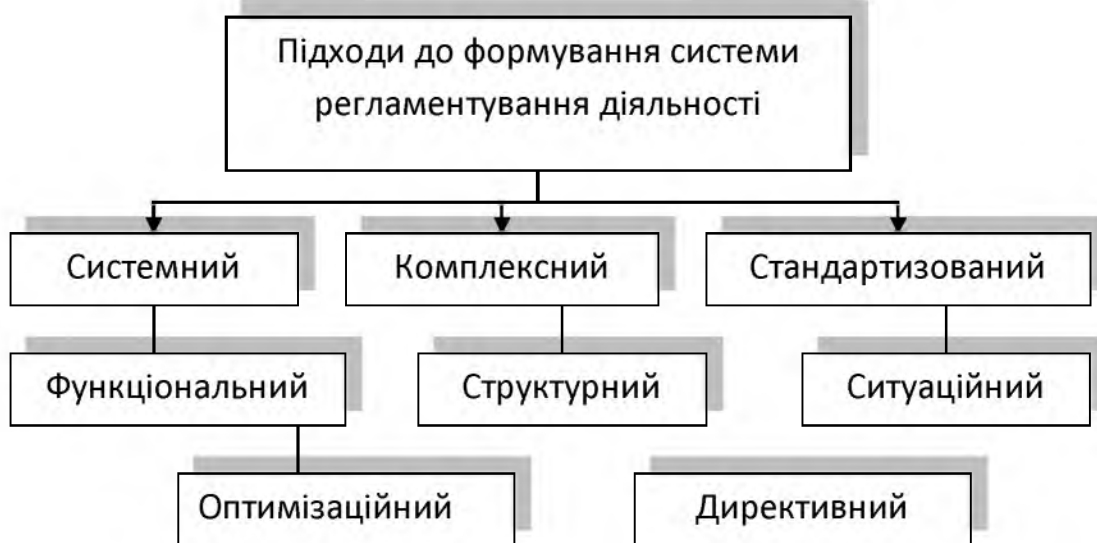 Підходи до формування системи
регламентування діяльності
Системний
Комплексний
Стандартизований
Функціональний
Структурний
Ситуаційний
Оптимізаційний
Директивний